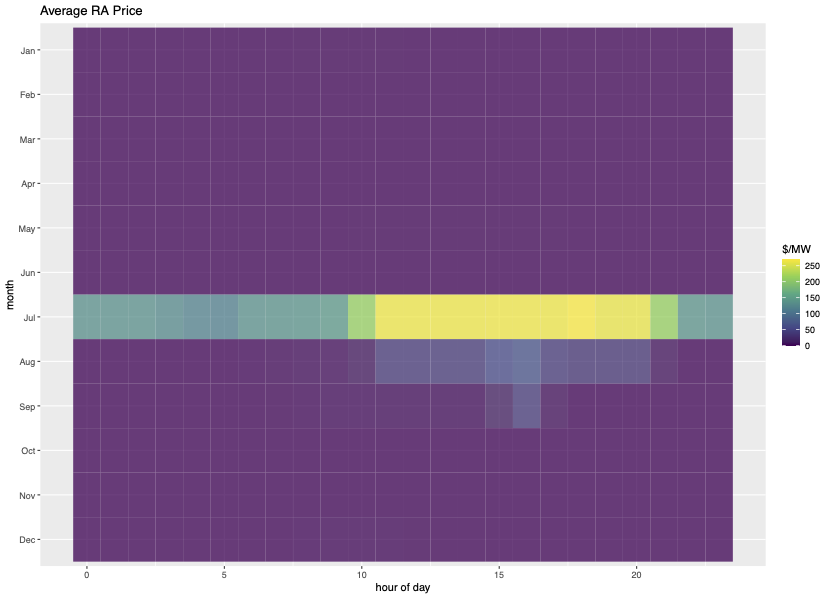 Average RA Price
Jan
Feb
Mar
Apr
May
Jun
Jul
Aug
Sep
Oct
Nov
Dec
month
0 5 10 15 20
hour of day
$/MW
250
200
150
100
50
0